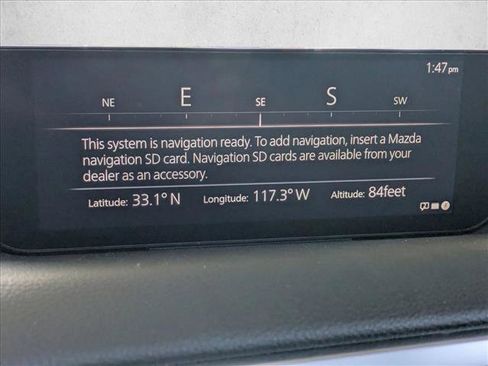 1:47pm
NE E SE S SW
This system is navigation ready. To add navigation, insert a Mazda
navigation SD card. Navigation SD cards are available from your
dealer as an accessory.
Latitude: 33.1° N Longitude: 117.3° W Altitude: 84feet